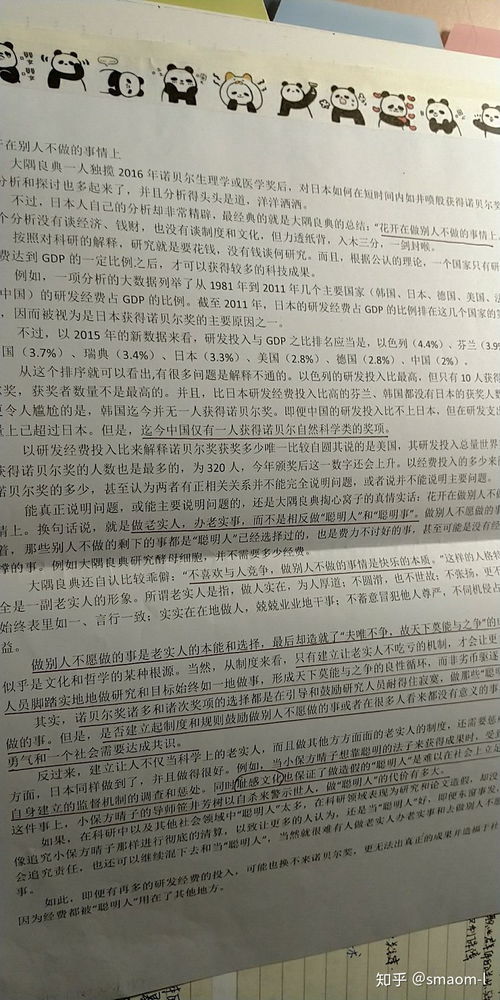 在别人不做的事情上
大隅良典一人独揽 2016 年诺贝尔生理学或医学奖后，对日本如何在短时间内如井喷般获得诺贝尔奖
分析和探讨也多起来了，并且分析得头头是道，洋洋洒洒。
不过，日本人自己的分析却非常精辟，最经典的就是大隅良典的总结：“花开在做别人不做的事情上。
个分析没有谈经济、钱财，也没有谈制度和文化，但力透纸背，入木三分，一剑封喉。
按照对科研的解释，研究就是要花钱，没有钱谈何研究。而且，根据公认的理论，一个国家只有研
费达到 GDP 的一定比例之后，才可以获得较多的科技成果。
例如，一项分析的大数据列举了从 1981 年到 2011 年几个主要国家（韩国、日本、德国、美国、法
中国）的研发经费占 GDP 的比例。截至 2011 年，日本的研发经费占 GDP 的比例排在这几个国家的第
，因而被视为是日本获得诺贝尔奖的主要原因之一。
不过，以 2015 年的新数据来看，研发投入与 GDP 之比排名应当是，以色列（4.4%）、芬兰（3.9%
国（3.7%）、瑞典（3.4%）、日本（3.3%）、美国（2.8%）、德国（2.8%）、中国（2%）。
从这个排序就可以看出，有很多问题是解释不通的。以色列的研发投入比最高，但只有 10 人获得
尔奖，获奖者数量不是最高的。并且，比日本研发经费投入比高的芬兰、韩国都没有日本的获奖人数
更令人尴尬的是，韩国迄今并无一人获得诺贝尔奖。即便中国的研发投入比不上日本，但在研发支出
量上已超过日本。但是，迄今中国仅有一人获得诺贝尔自然科学类的奖项。
以研发经费投入比来解释诺贝尔奖获奖多少唯一比较自圆其说的是美国，其研发投入总量世界
获得诺贝尔奖的人数也是最多的，为 320 人，今年颁奖后这一数字还会上升。以经费投入的多少来
诺贝尔奖的多少，甚至认为两者有正相关关系并不能完全说明问题，或者说并不能说明主要问题。
能真正说明问题，或能主要说明问题的，还是大隅良典掏心窝子的真情实话：花开在做别人不做
情上。换句话说，就是做老实人，办老实事，而不是相反做“聪明人”和“聪明事”。做别人不愿做的
着，那些别人不做的剩下的事都是“聪明人”已经选择过的，也是费力不讨好的事，甚至可能是没有经
撑的事。例如大隅良典研究酵母细胞，并不需要多少经费。
大隅良典还自认比较乖僻：“不喜欢与人竞争，做别人不做的事情是快乐的本质。”这样的人格
全是一副老实人的形象。所谓老实人是指，做人实在，为人厚道；不圆滑，也不世故；不张扬，更不
始终表里如一、言行一致；实实在在地做人，兢兢业业地干事；不蓄意冒犯他人尊严，不伺机侵占
益。
做别人不愿做的事是老实人的本能和选择，最后却造就了“夫唯不争，故天下莫能与之争”的
似乎是文化和哲学的某种根源。当然，从制度来看，只有建立让老实人不吃亏的机制，才会让更
人员脚踏实地地做研究和目标始终如一地做事，形成天下莫能与之争的良性循环，而非劣币驱逐
其实，诺贝尔奖诸多和诸次奖项的选择都是在引导和鼓励研究人员耐得住寂寞，做那些“聪明
做的事。但是，是否建立起制度和规则鼓励做别人不愿做的事或者在很多人看来都没有意义的事
勇气和一个社会需要达成共识。
反过来，建立让人不仅当科学上的老实人，而且做其他方方面面的老实人的制度，还需要惩
方面，日本同样做到了，并且做得很好。例如，当小保方晴子想靠聪明的法子来获得成果时，受到
自身建立的监督机制的调查和惩处。同时耻感文化也保证了做造假的“聪明人”是难以在社会上立足
这件事上，小保方晴子的导师笹井芳树以自杀来警示世人，做“聪明人”的代价有多大。
如果，在科研中以及其他社会领域中“聪明人”太多，在科研领域表现为研究和论文造假，却没
像追究小保方晴子那样进行彻底的清算，以致让更多的人认为，还是当“聪明人”好，即便东窗事发，
会追究责任，也还可以继续混下去和当“聪明人”，当然就很难有人做老实人办老实事和去做别人不愿
事。
如此，即便有再多的研发经费的投入，可能也换不来诺贝尔奖，更无法出真正的成果并造福于社
因为经费都被“聪明人”用在了其他地方。
知乎 @smaom-l